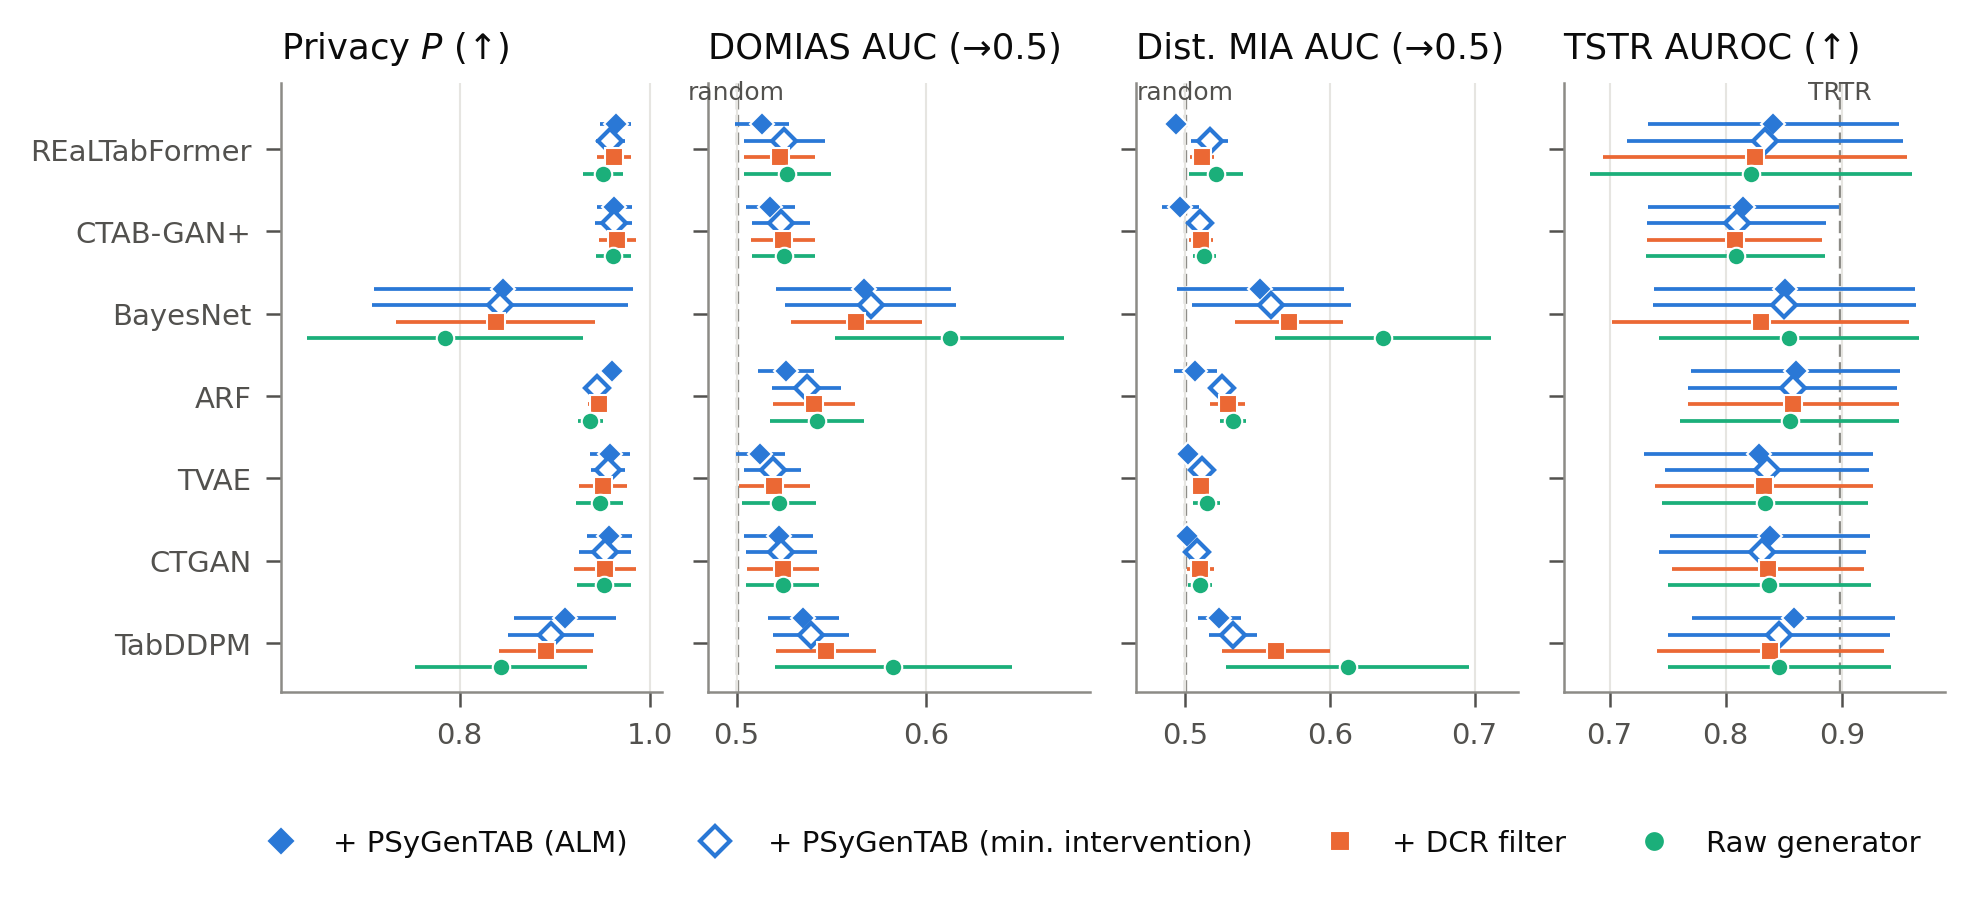 Privacy P (↑)
DOMIAS AUC (→0.5)
Dist. MIA AUC (→0.5)
TSTR AUROC (↑)
random
random
TRTR
REaLTabFormer
CTAB-GAN+
BayesNet
ARF
TVAE
CTGAN
TabDDPM
0.8 1.0
0.5 0.6
0.5 0.6 0.7
0.7 0.8 0.9
+ PSyGenTAB (ALM)
+ PSyGenTAB (min. intervention)
+ DCR filter
Raw generator